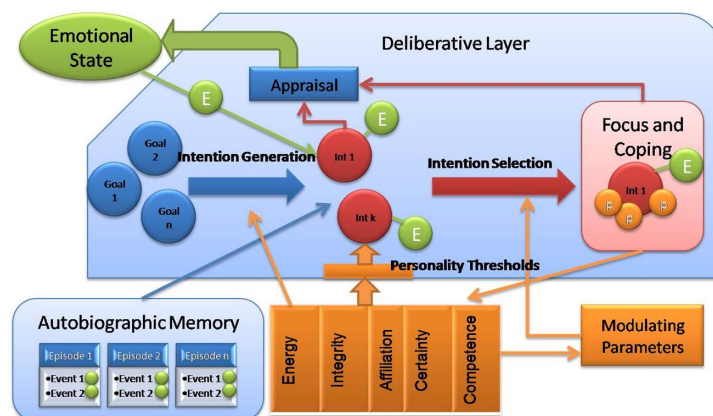 Emotional
State
Deliberative Layer
E
Appraisal
E
Focus and
Coping
Goal
2
Intention Generation
Int 1
Intention Selection
E
Goal
1
Int 1
Goal
n
Int k
E
Personality Thresholds
Autobiographic Memory
Episode 1
Episode 2
Episode n
•Event 1
•Event 2
•Event 1
•Event 2
•Event 1
•Event 2
Energy
Integrity
Affiliation
Certainty
Competence
Modulating
Parameters